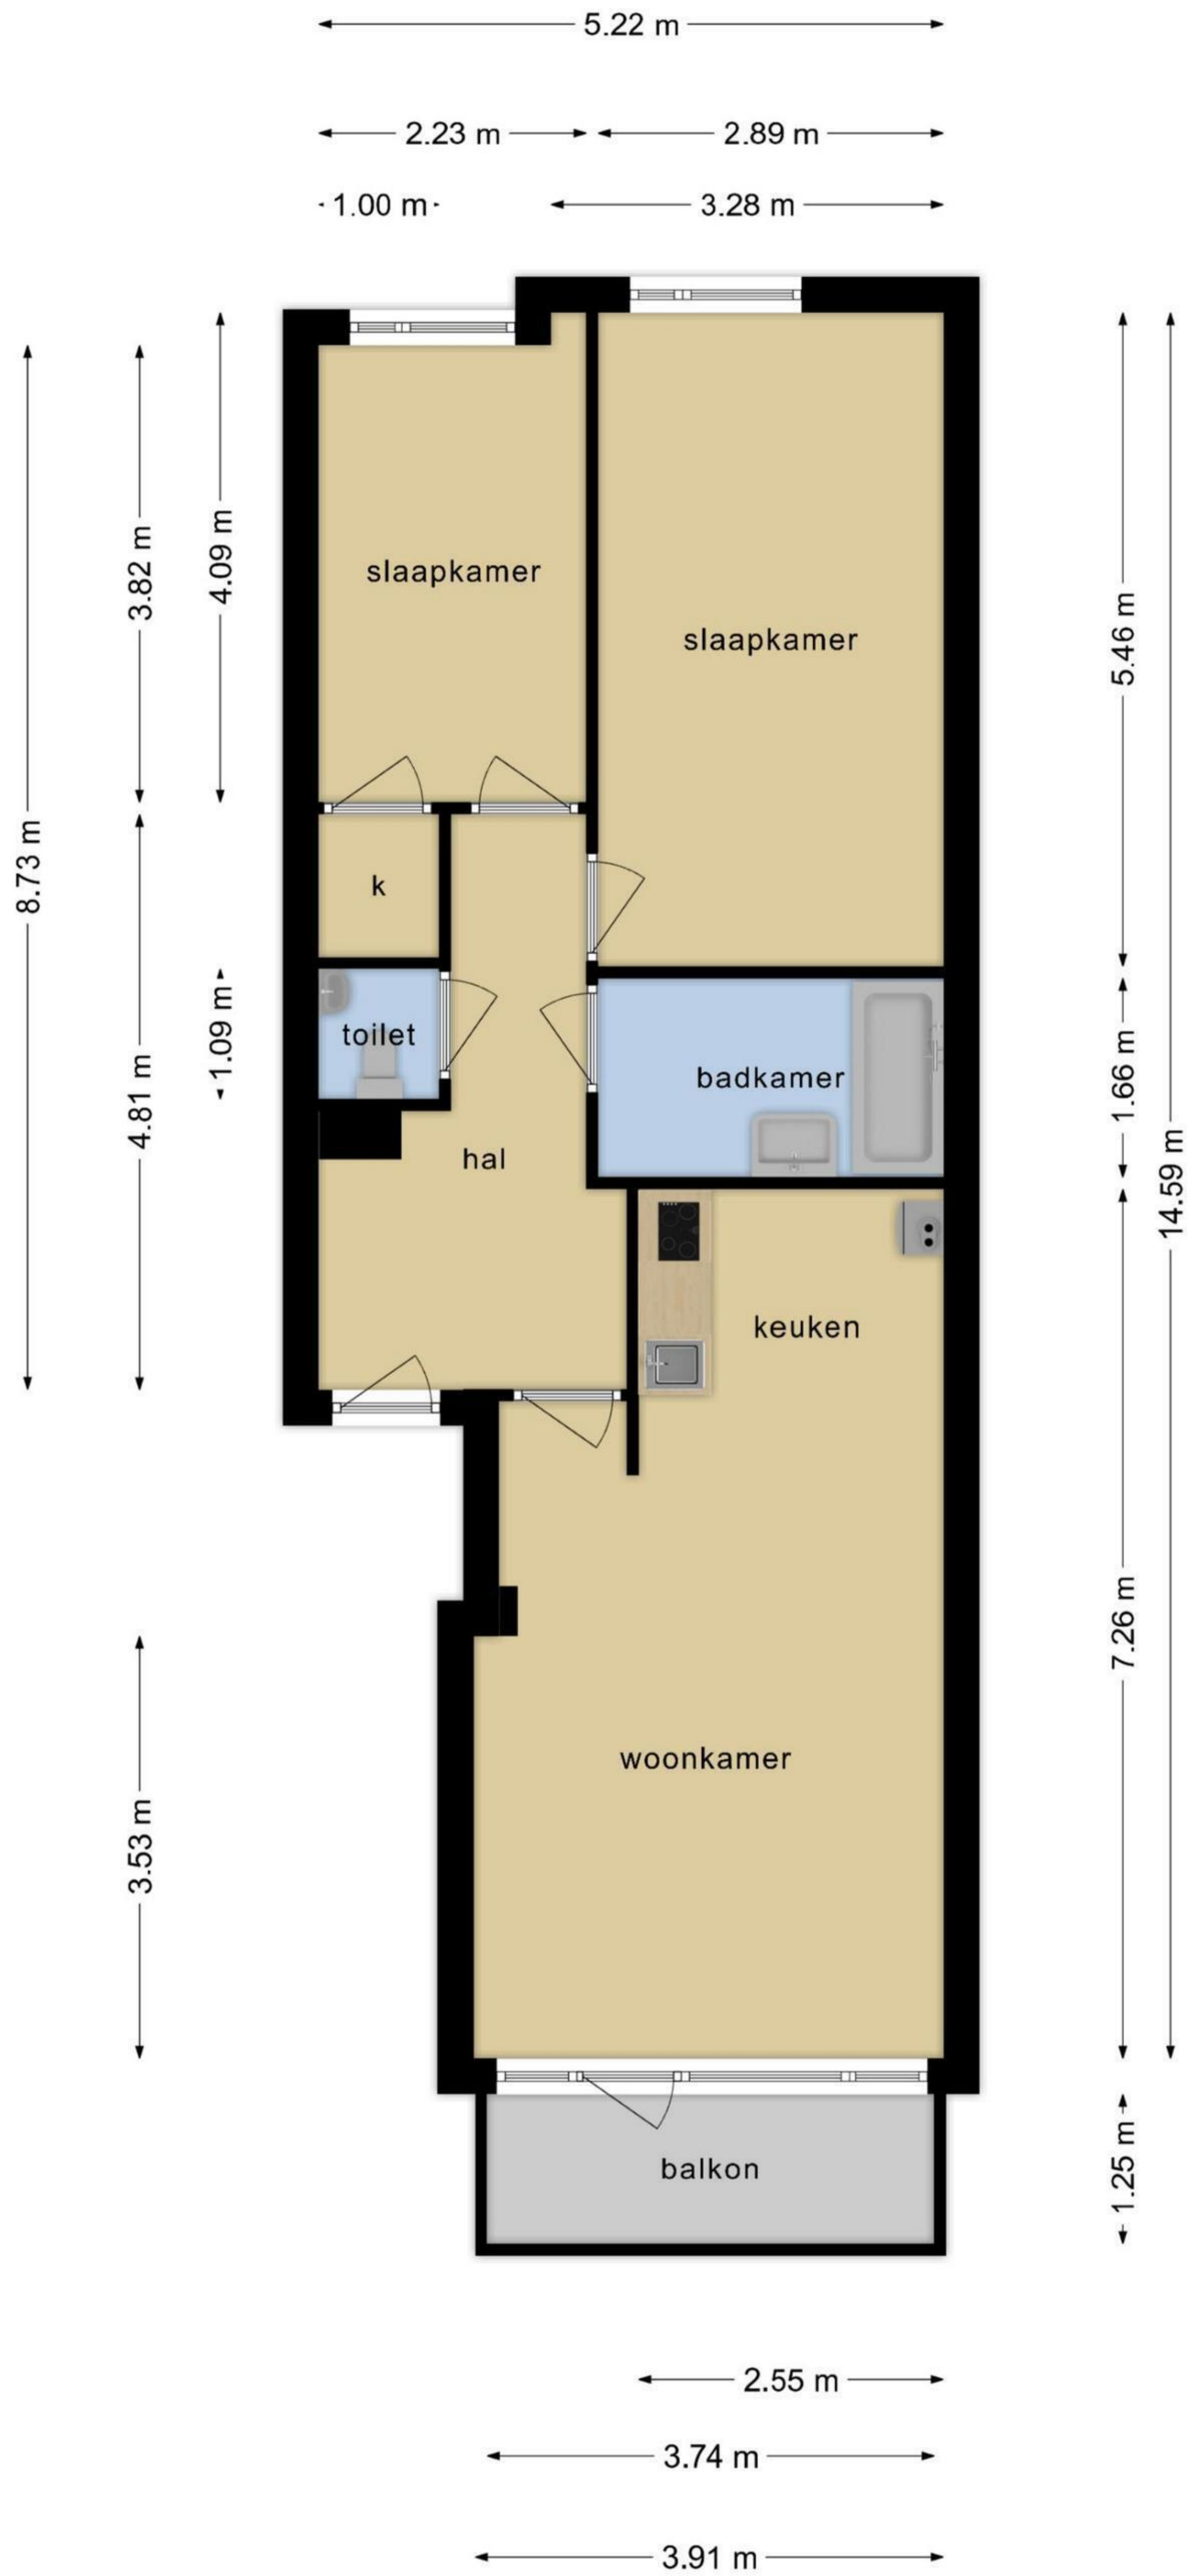 5.22 m
2.23 m
2.89 m
1.00 m
3.28 m
8.73 m
3.82 m
4.09 m
4.81 m
1.09 m
3.53 m
slaapkamer
slaapkamer
k
toilet
badkamer
hal
keuken
woonkamer
balkon
5.46 m
1.66 m
14.59 m
7.26 m
1.25 m
2.55 m
3.74 m
3.91 m